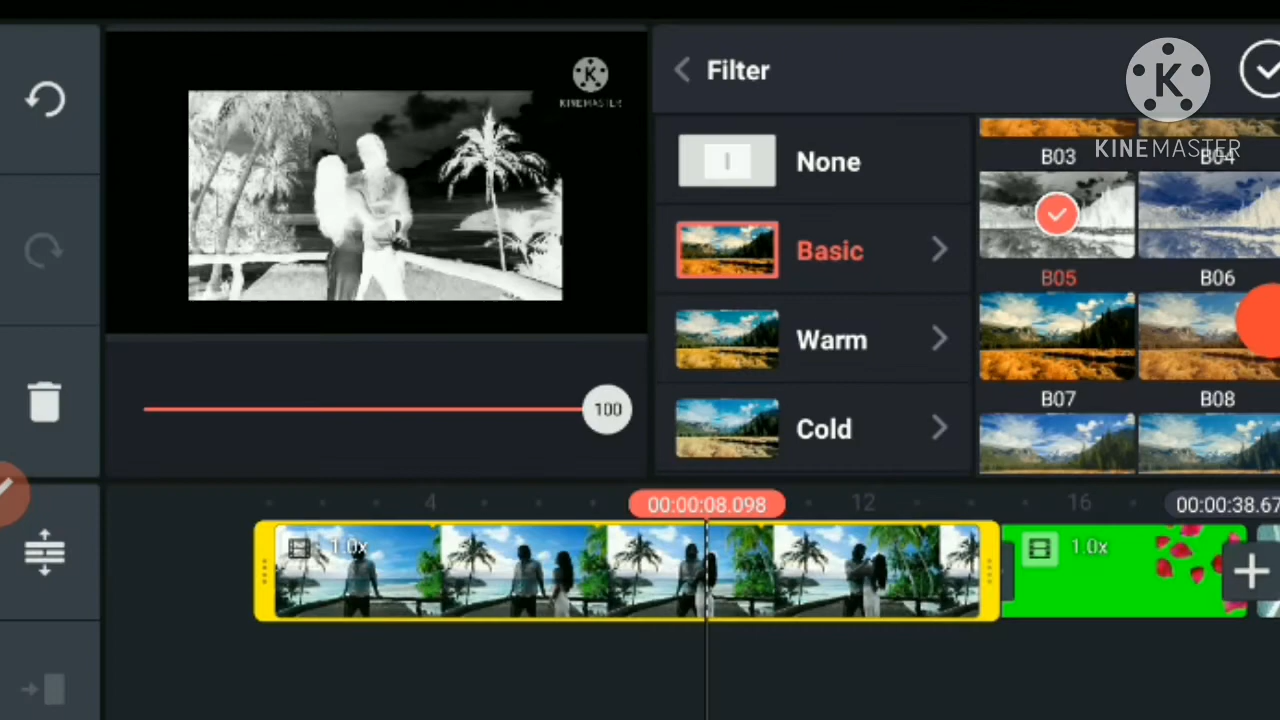 Filter
K
KINEMASTER
K
KINEMASTER
None
Basic
Warm
Cold
B03
B04
B05
B06
B07
B08
100
4
00:00:08.098
12
16
00:00:38.67
1.0x
1.0x